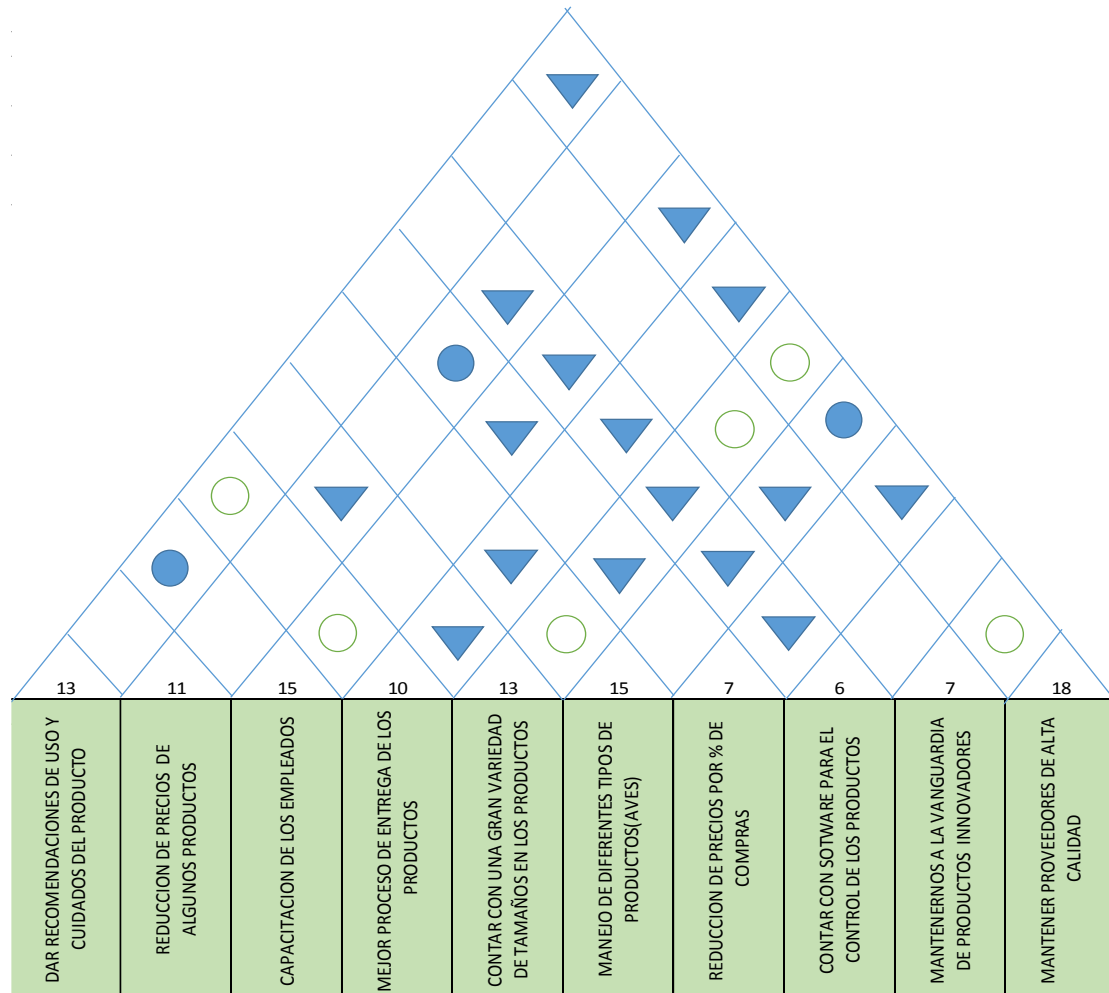 13
11
15
10
13
15
7
6
7
18
DAR RECOMENDACIONES DE USO Y
CUIDADOS DEL PRODUCTO
REDUCCION DE PRECIOS DE
ALGUNOS PRODUCTOS
CAPACITACION DE LOS EMPLEADOS
MEJOR PROCESO DE ENTREGA DE LOS
PRODUCTOS
CONTAR CON UNA GRAN VARIEDAD
DE TAMAÑOS EN LOS PRODUCTOS
MANEJO DE DIFERENTES TIPOS DE
PRODUCTOS(AVES)
REDUCCION DE PRECIOS POR % DE
COMPRAS
CONTAR CON SOTWARE PARA EL
CONTROL DE LOS PRODUCTOS
MANTENERNOS A LA VANGUARDIA
DE PRODUCTOS INNOVADORES
MANTENER PROVEEDORES DE ALTA
CALIDAD